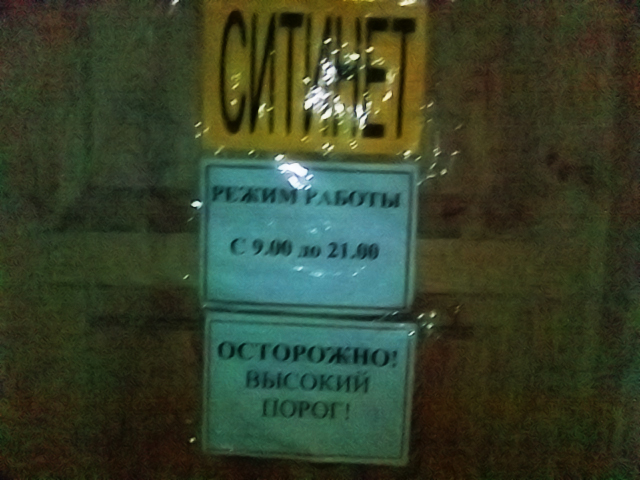 СИТИНЕТ
РЕЖИМ РАБОТЫ
С 9.00 до 21.00
ОСТОРОЖНО!
ВЫСОКИЙ
ПОРОГ!